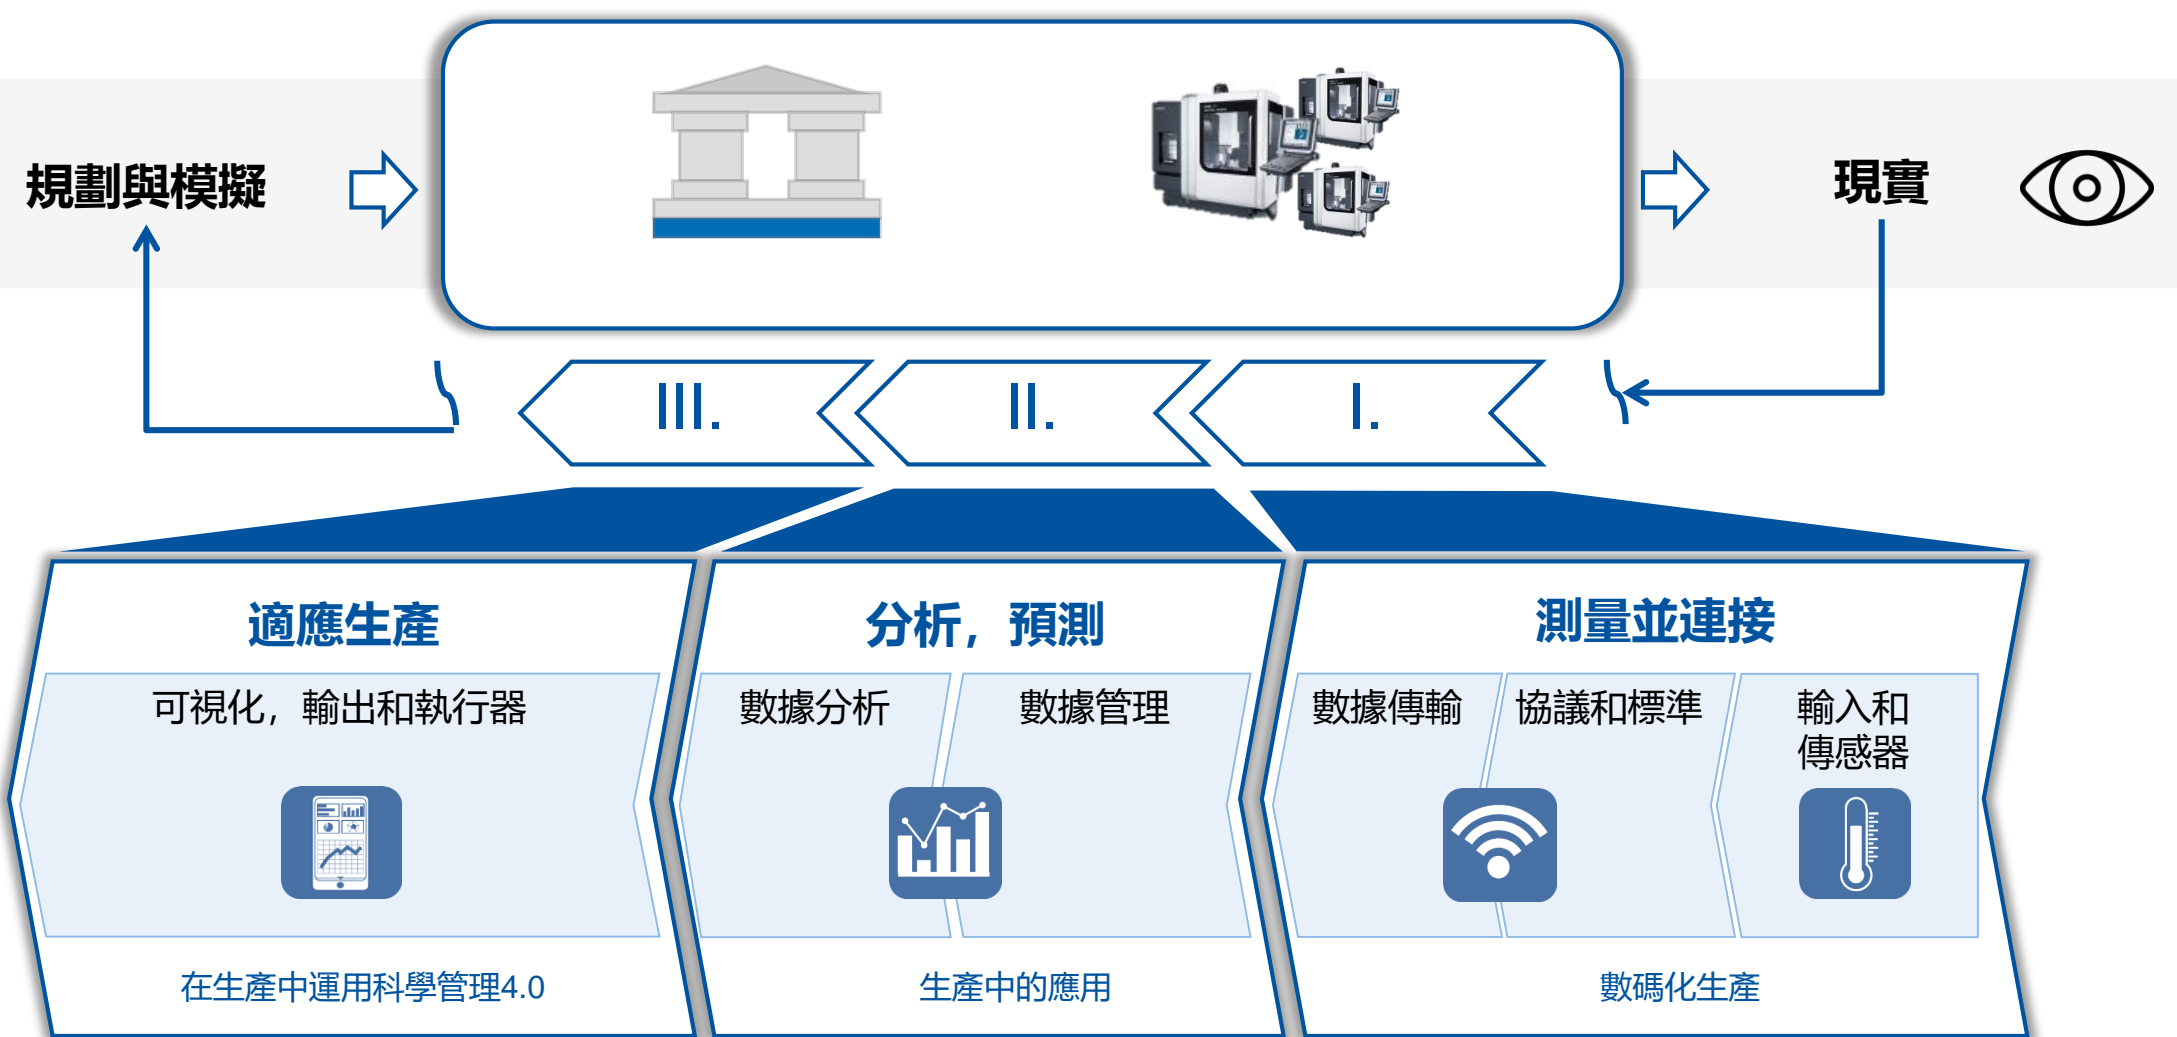 規劃與模擬
現實
III.
II.
I.
適應生產
可視化，輸出和執行器
在生產中運用科學管理4.0
分析，預測
數據分析
數據管理
生產中的應用
測量並連接
數據傳輸
協議和標準
輸入和
傳感器
數碼化生產